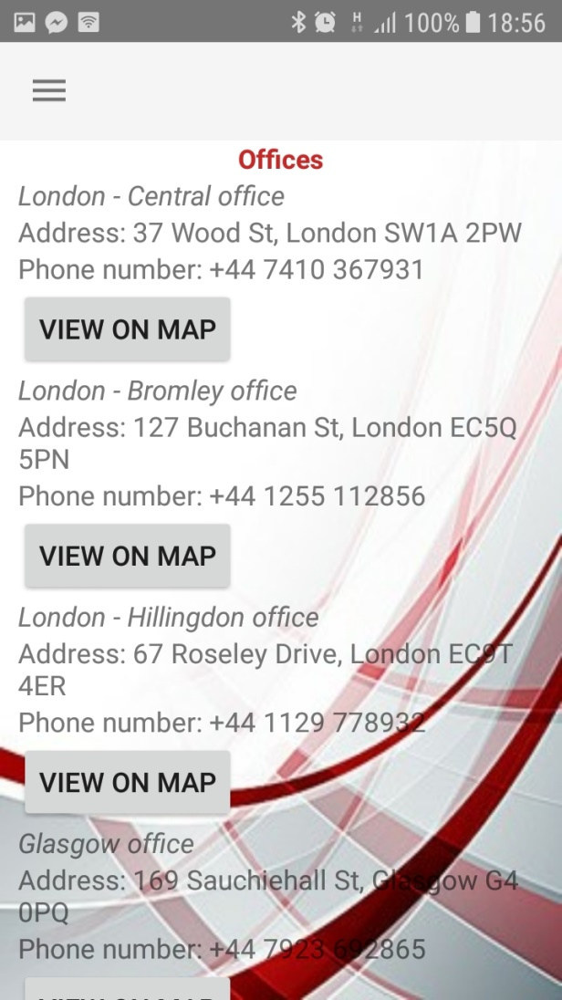 H 100% 18:56
Offices
London - Central office
Address: 37 Wood St, London SW1A 2PW
Phone number: +44 7410 367931
VIEW ON MAP
London - Bromley office
Address: 127 Buchanan St, London EC5Q
5PN
Phone number: +44 1255 112856
VIEW ON MAP
London - Hillingdon office
Address: 67 Roseley Drive, London EC9T
4ER
Phone number: +44 1129 778932
VIEW ON MAP
Glasgow office
Address: 169 Sauchiehall St, Glasgow G4
0PQ
Phone number: +44 7923 692865
VIEW ON MAP